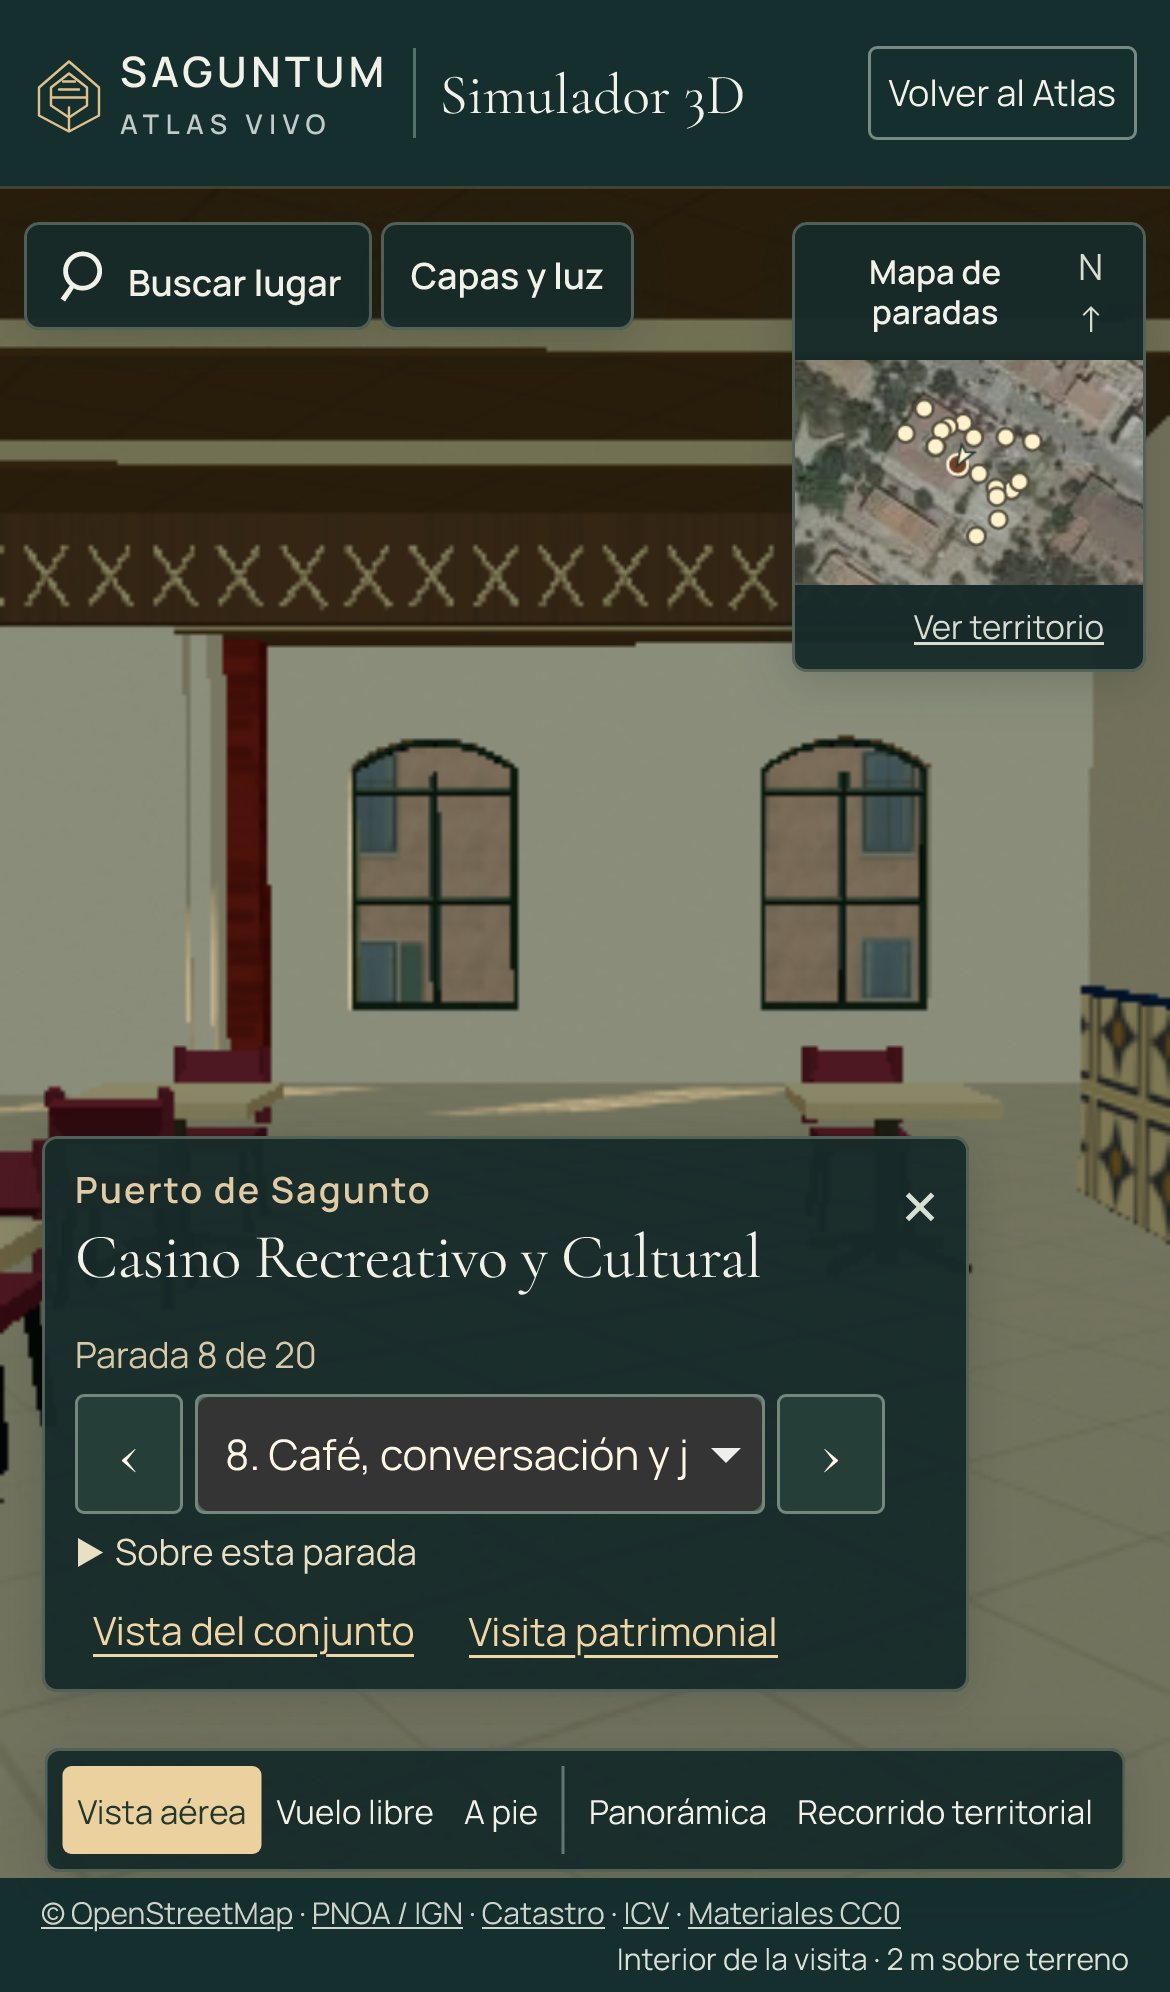 SAGUNTUM
ATLAS VIVO
Simulador 3D
Volver al Atlas
Buscar lugar
Capas y luz
Mapa de
paradas
N
↑
Ver territorio
Puerto de Sagunto
×
Casino Recreativo y Cultural
Parada 8 de 20
‹
8. Café, conversación y j
›
▶ Sobre esta parada
Vista del conjunto
Visita patrimonial
Vista aérea
Vuelo libre
A pie
Panorámica
Recorrido territorial
© OpenStreetMap · PNOA / IGN · Catastro · ICV · Materiales CC0
Interior de la visita · 2 m sobre terreno